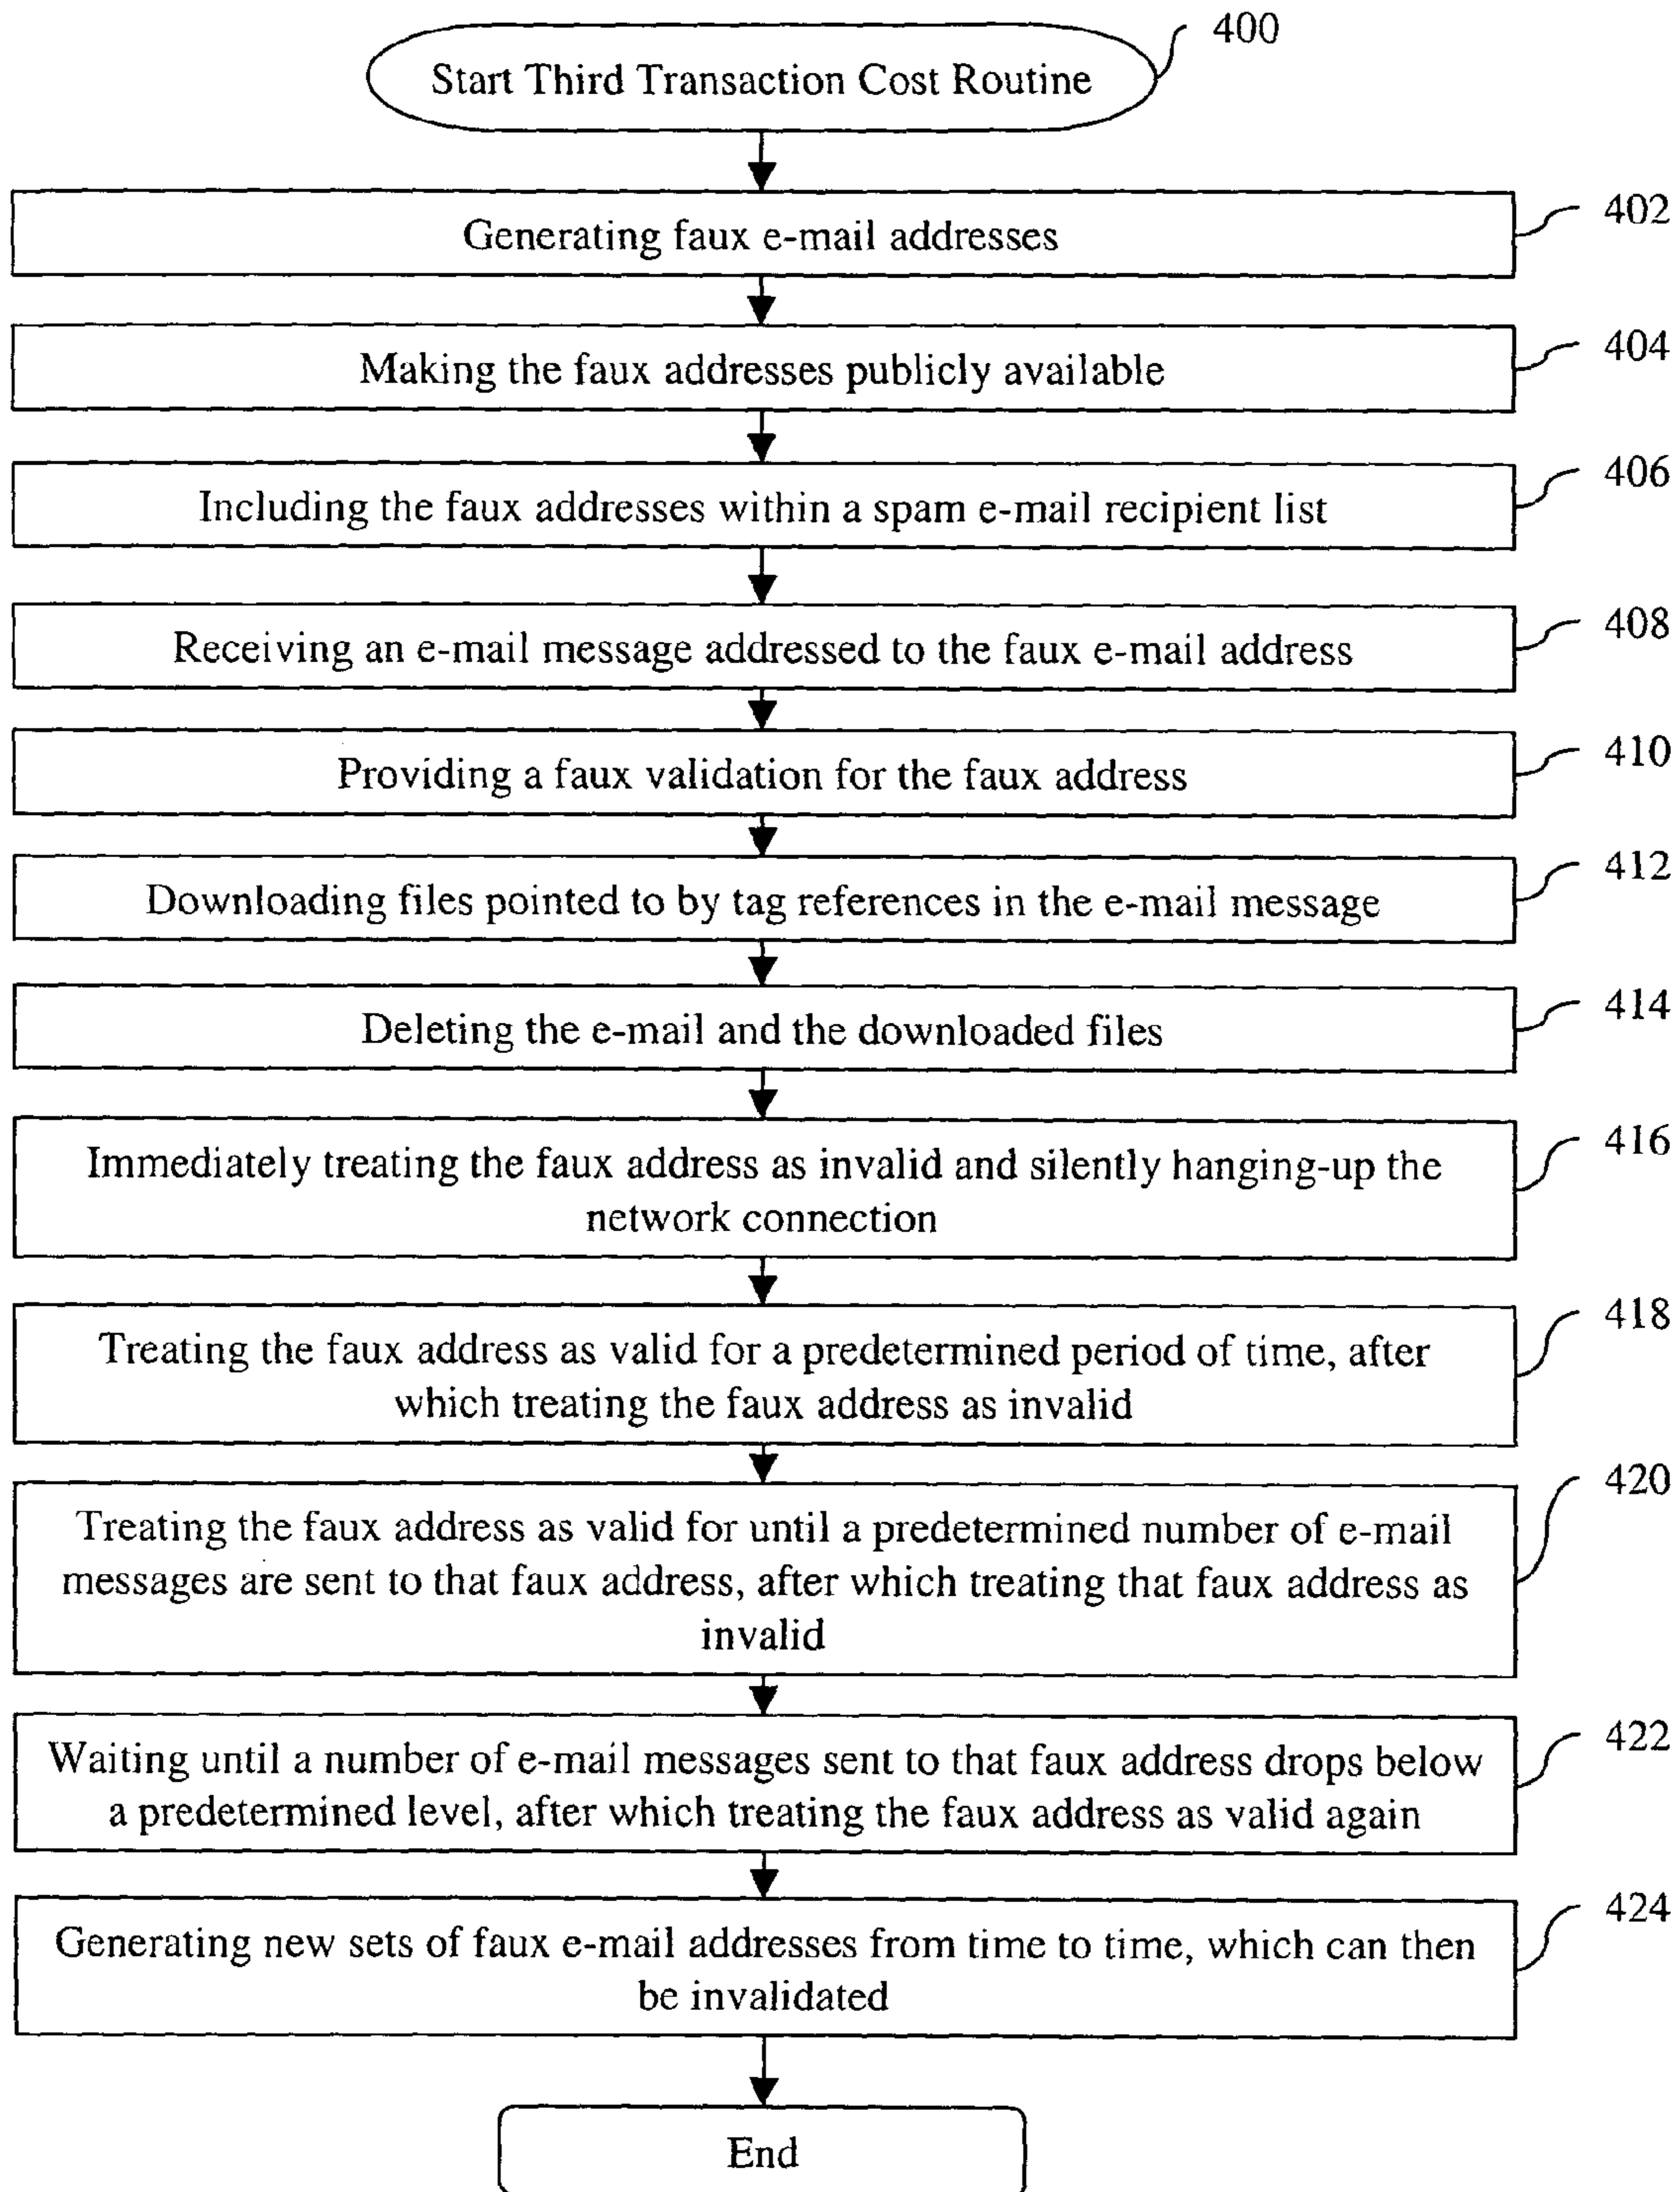 400
Start Third Transaction Cost Routine
402
Generating faux e-mail addresses
404
Making the faux addresses publicly available
406
Including the faux addresses within a spam e-mail recipient list
408
Receiving an e-mail message addressed to the faux e-mail address
410
Providing a faux validation for the faux address
412
Downloading files pointed to by tag references in the e-mail message
414
Deleting the e-mail and the downloaded files
416
Immediately treating the faux address as invalid and silently hanging-up the
network connection
418
Treating the faux address as valid for a predetermined period of time, after
which treating the faux address as invalid
420
Treating the faux address as valid for until a predetermined number of e-mail
messages are sent to that faux address, after which treating that faux address as
invalid
422
Waiting until a number of e-mail messages sent to that faux address drops below
a predetermined level, after which treating the faux address as valid again
424
Generating new sets of faux e-mail addresses from time to time, which can then
be invalidated
End